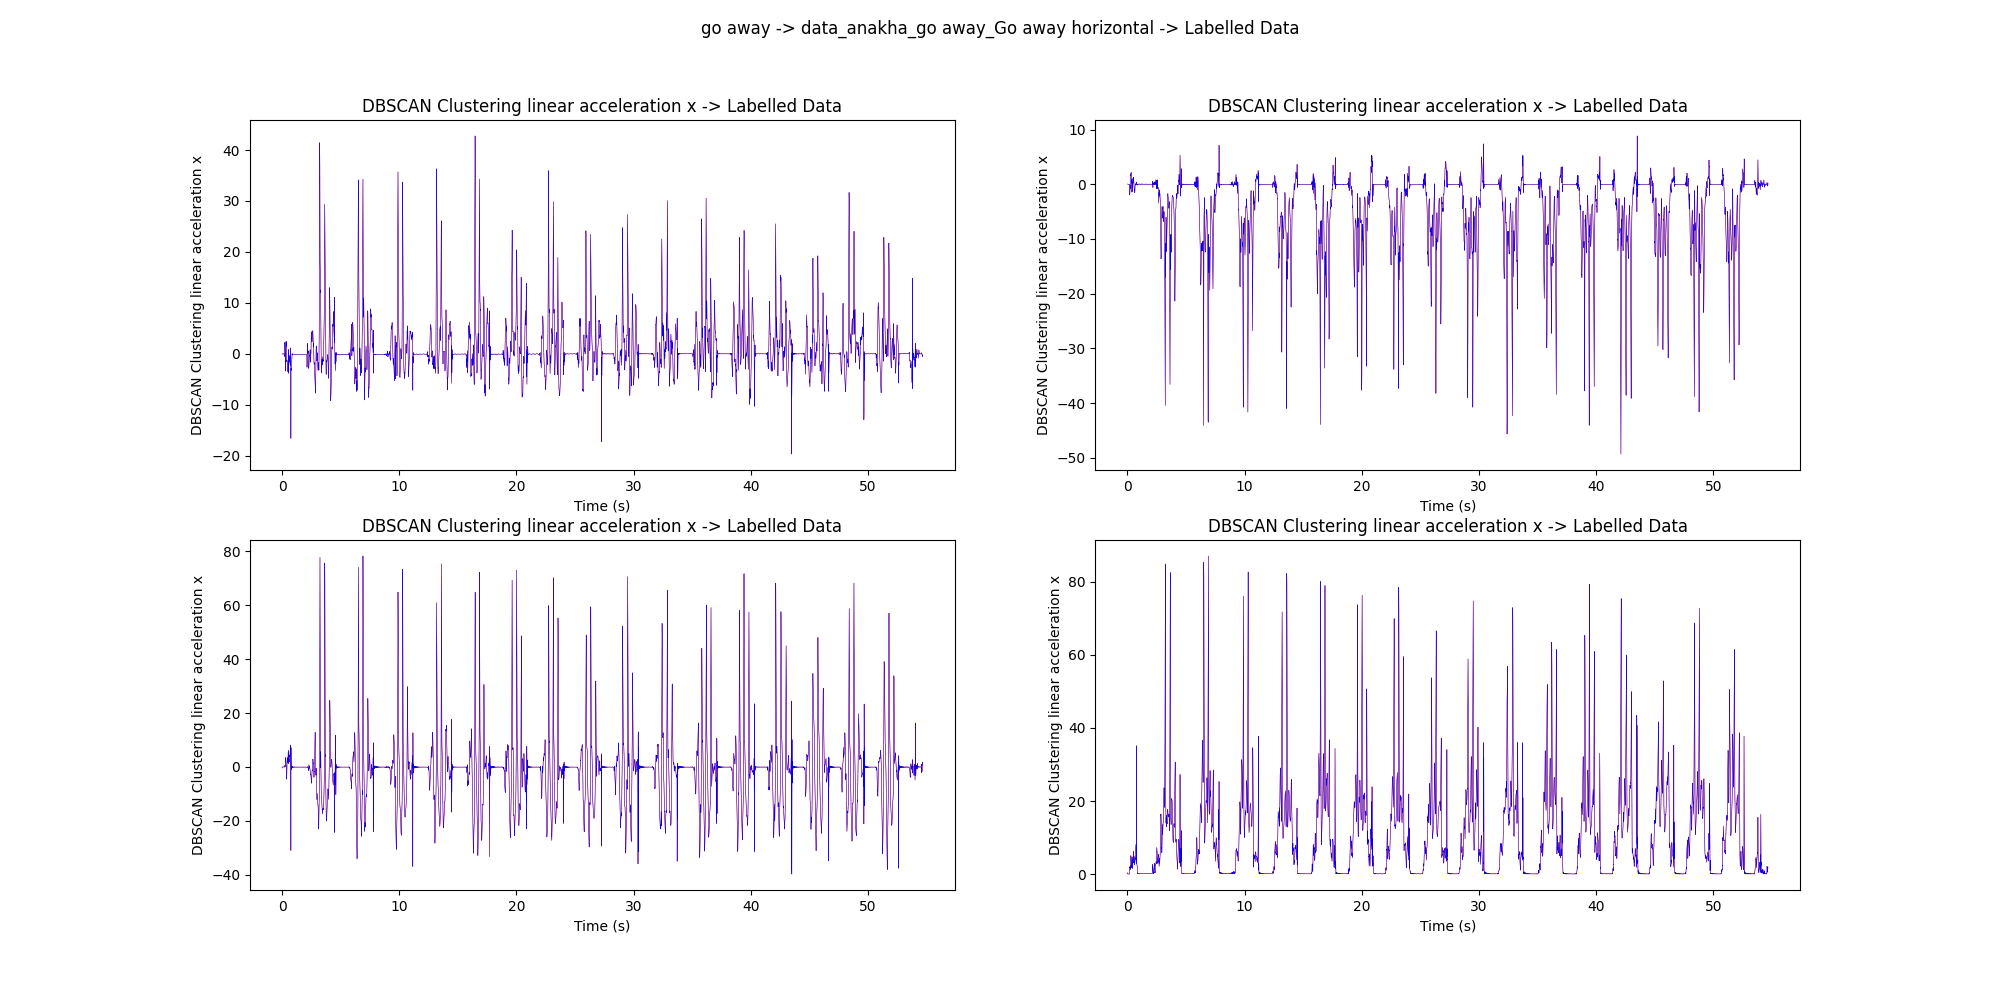 go away -> data_anakha_go away_Go away horizontal -> Labelled Data
DBSCAN Clustering linear acceleration x -> Labelled Data
DBSCAN Clustering linear acceleration x
40
30
20
10
0
−10
−20
0 10 20 30 40 50
Time (s)
DBSCAN Clustering linear acceleration x -> Labelled Data
DBSCAN Clustering linear acceleration x
10
0
−10
−20
−30
−40
−50
0 10 20 30 40 50
Time (s)
DBSCAN Clustering linear acceleration x -> Labelled Data
DBSCAN Clustering linear acceleration x
80
60
40
20
0
−20
−40
0 10 20 30 40 50
Time (s)
DBSCAN Clustering linear acceleration x -> Labelled Data
DBSCAN Clustering linear acceleration x
80
60
40
20
0
0 10 20 30 40 50
Time (s)